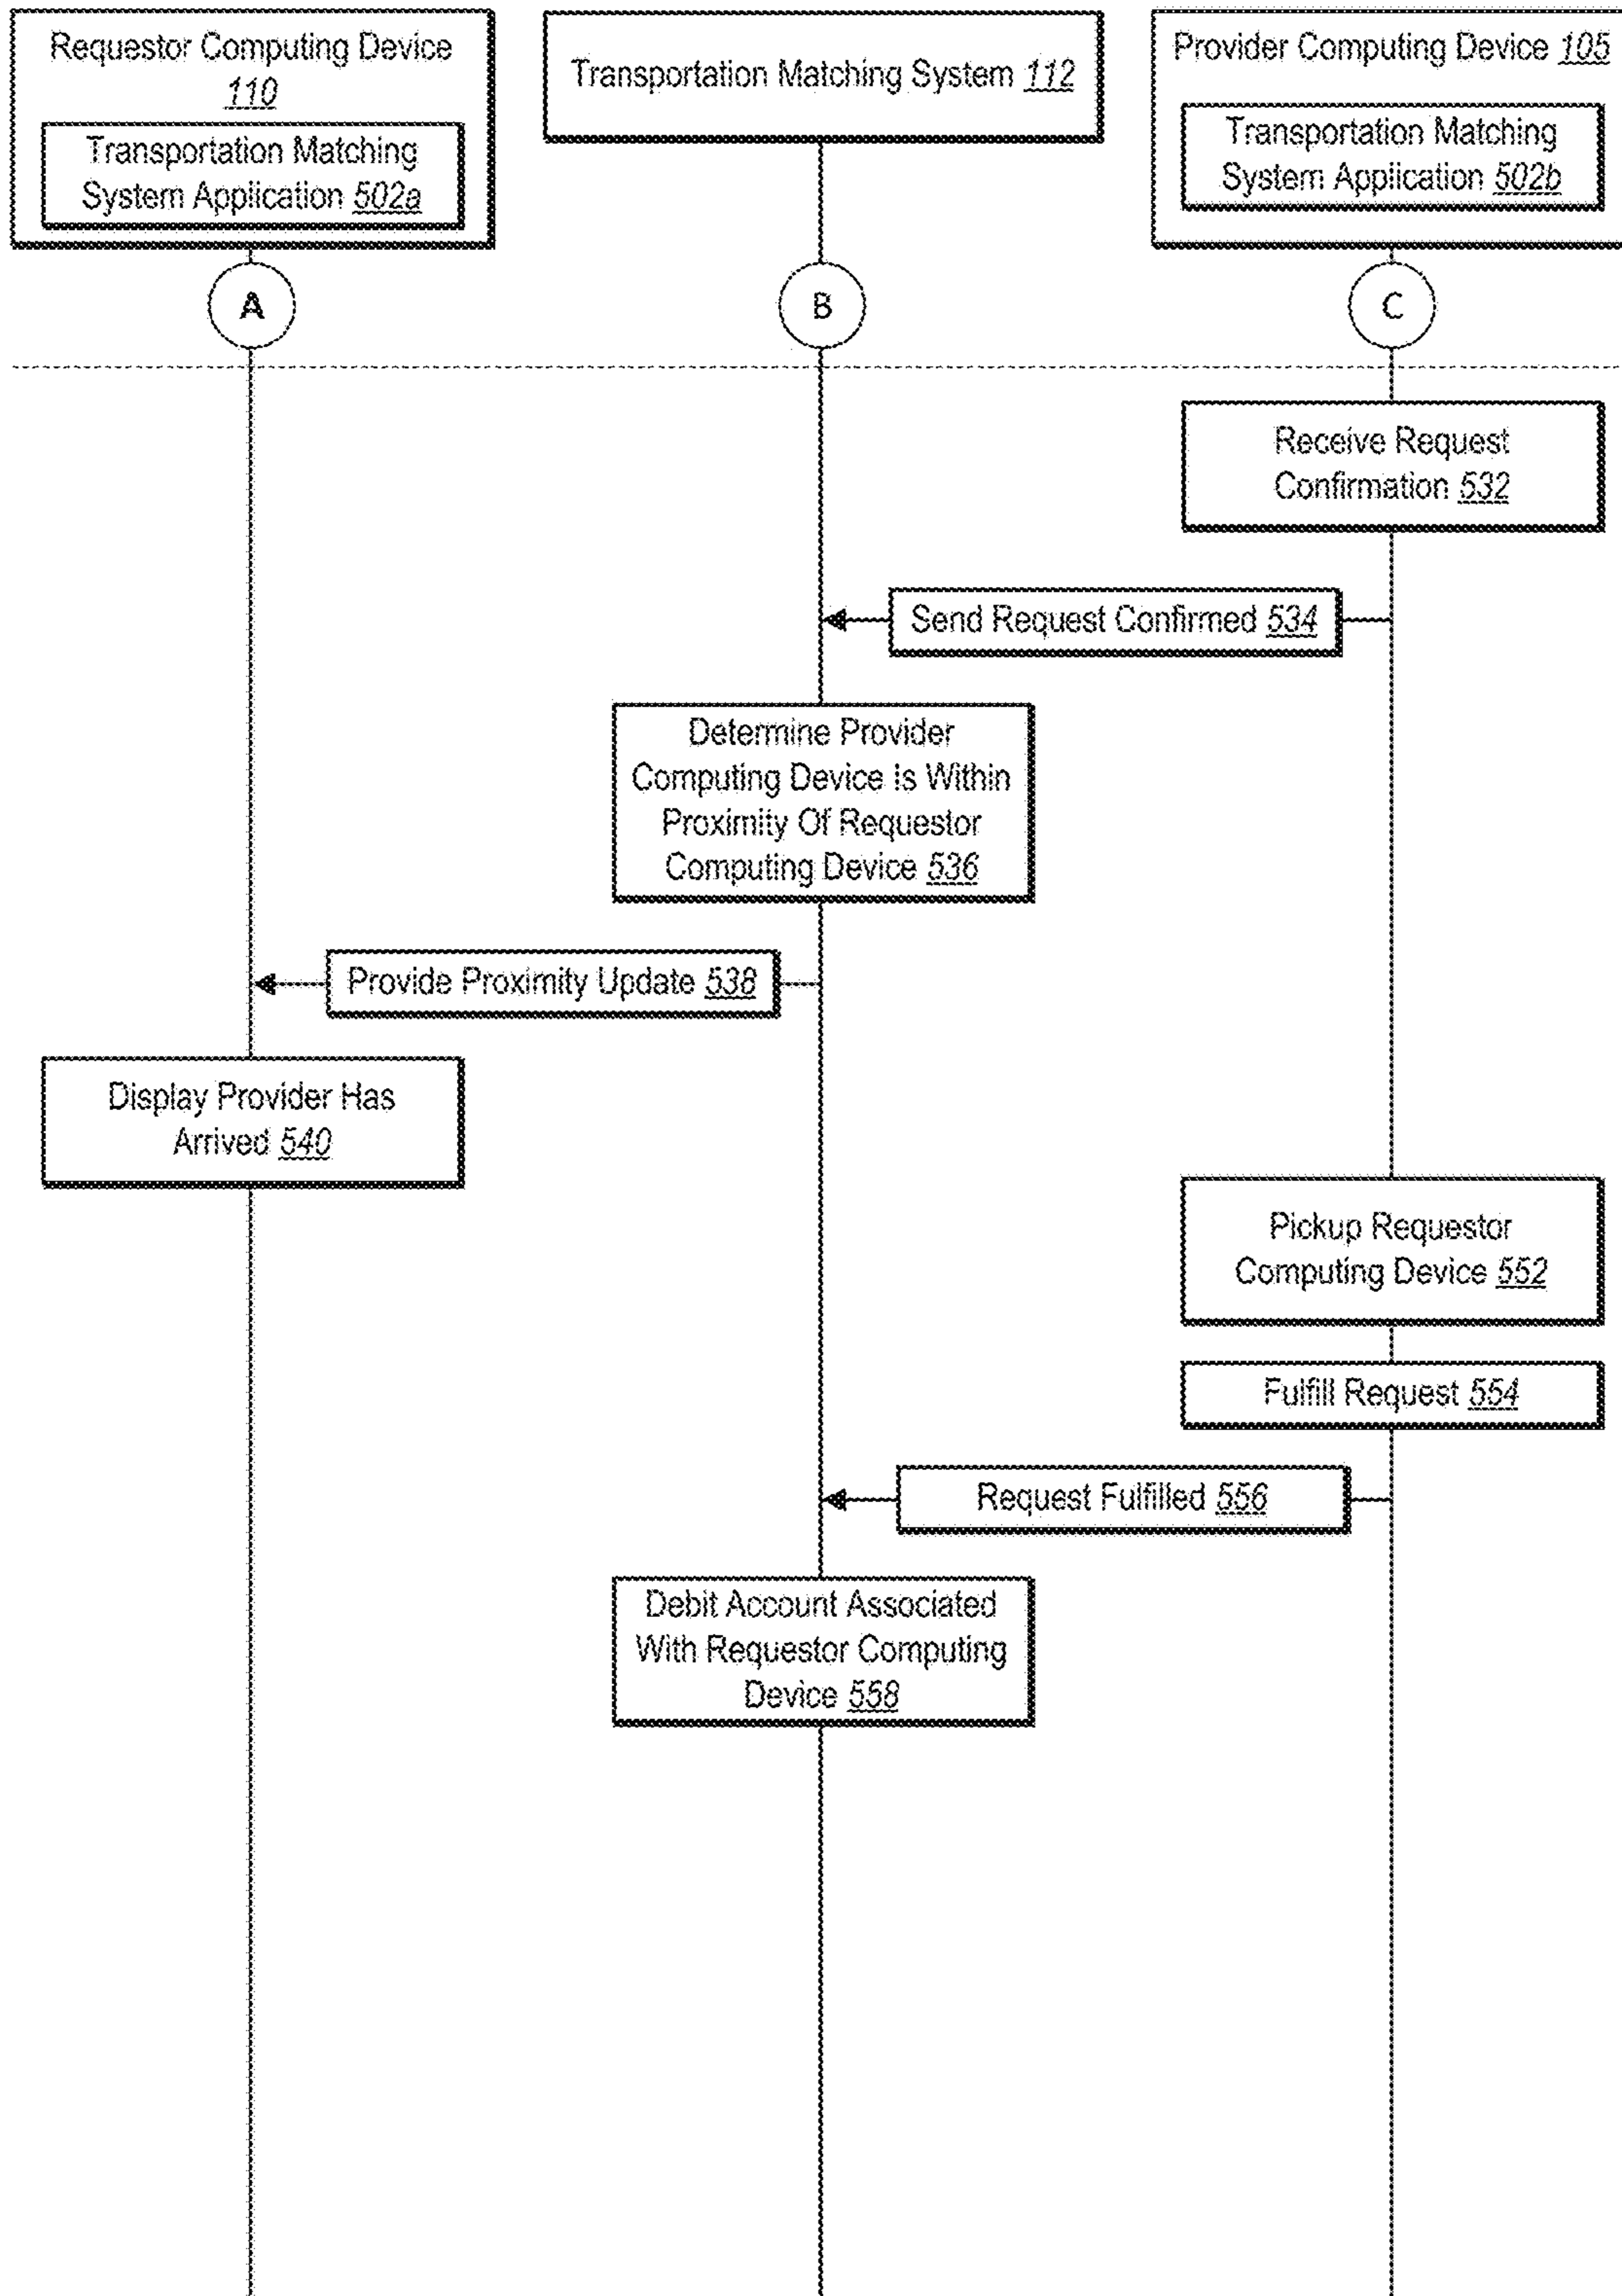 Requestor Computing Device
110
Transportation Matching
System Application 502a
Transportation Matching System 112
Provider Computing Device 105
Transportation Matching
System Application 502b
A
B
C
Receive Request
Confirmation 532
Send Request Confirmed 534
Determine Provider
Computing Device Is Within
Proximity Of Requestor
Computing Device 536
Provide Proximity Update 538
Display Provider Has
Arrived 540
Pickup Requestor
Computing Device 552
Fulfill Request 554
Request Fulfilled 556
Debit Account Associated
With Requestor Computing
Device 558